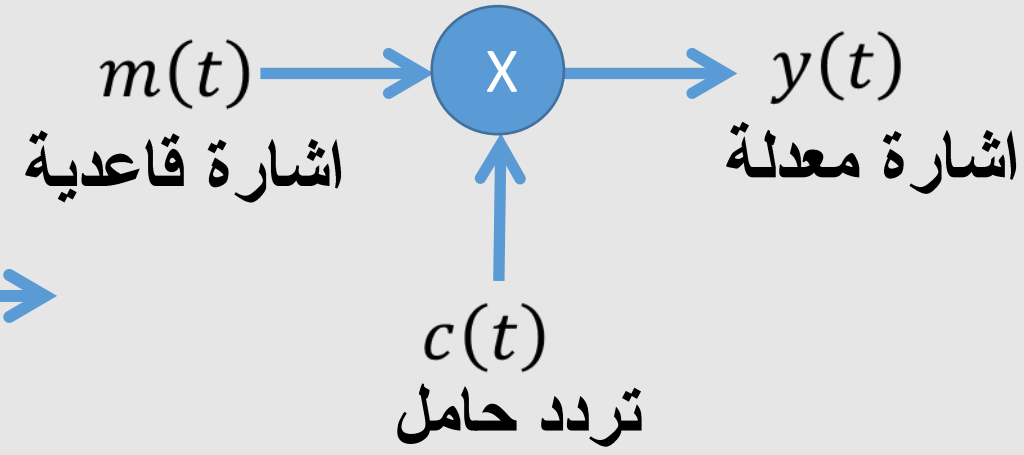 m(t)
X
y(t)
اشارة قاعدية
اشارة معدلة
c(t)
تردد حامل